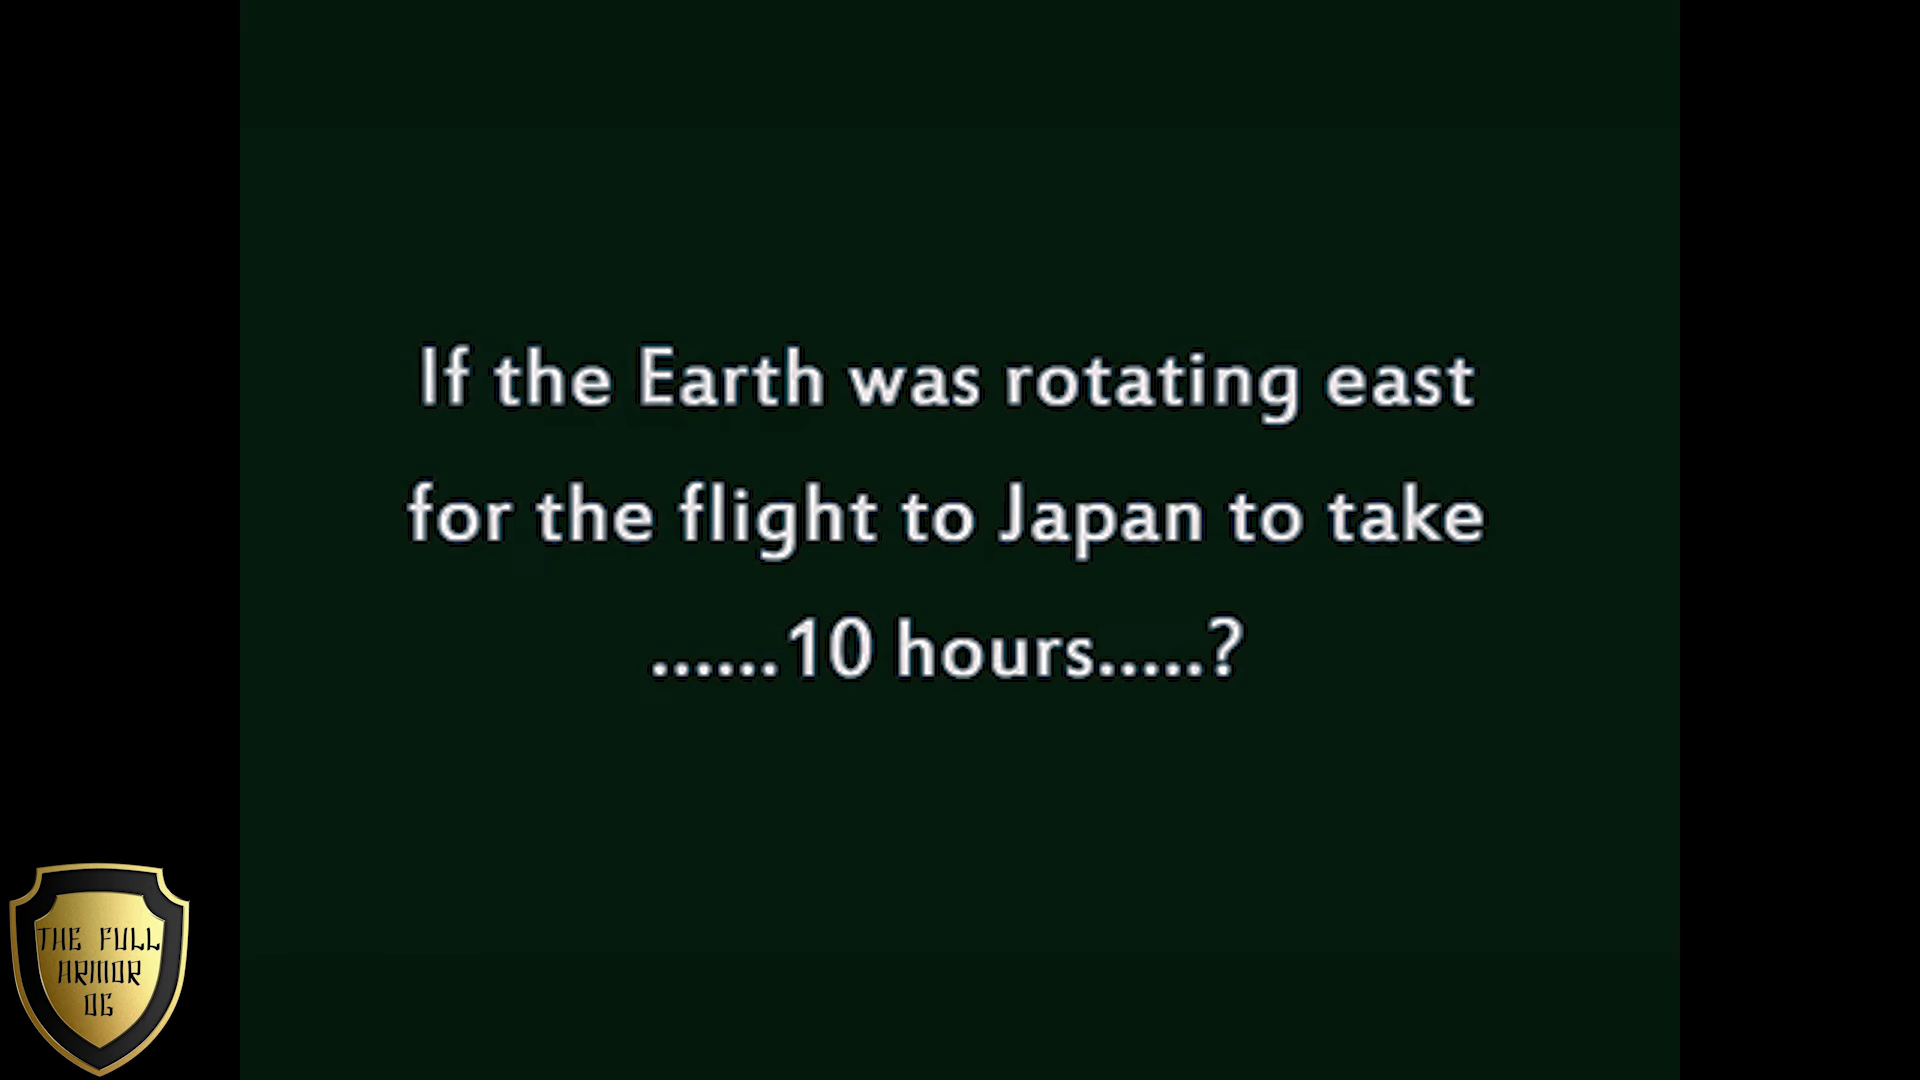 If the Earth was rotating east
for the flight to Japan to take
......10 hours.....?
THE FULL
ARMOR
OG